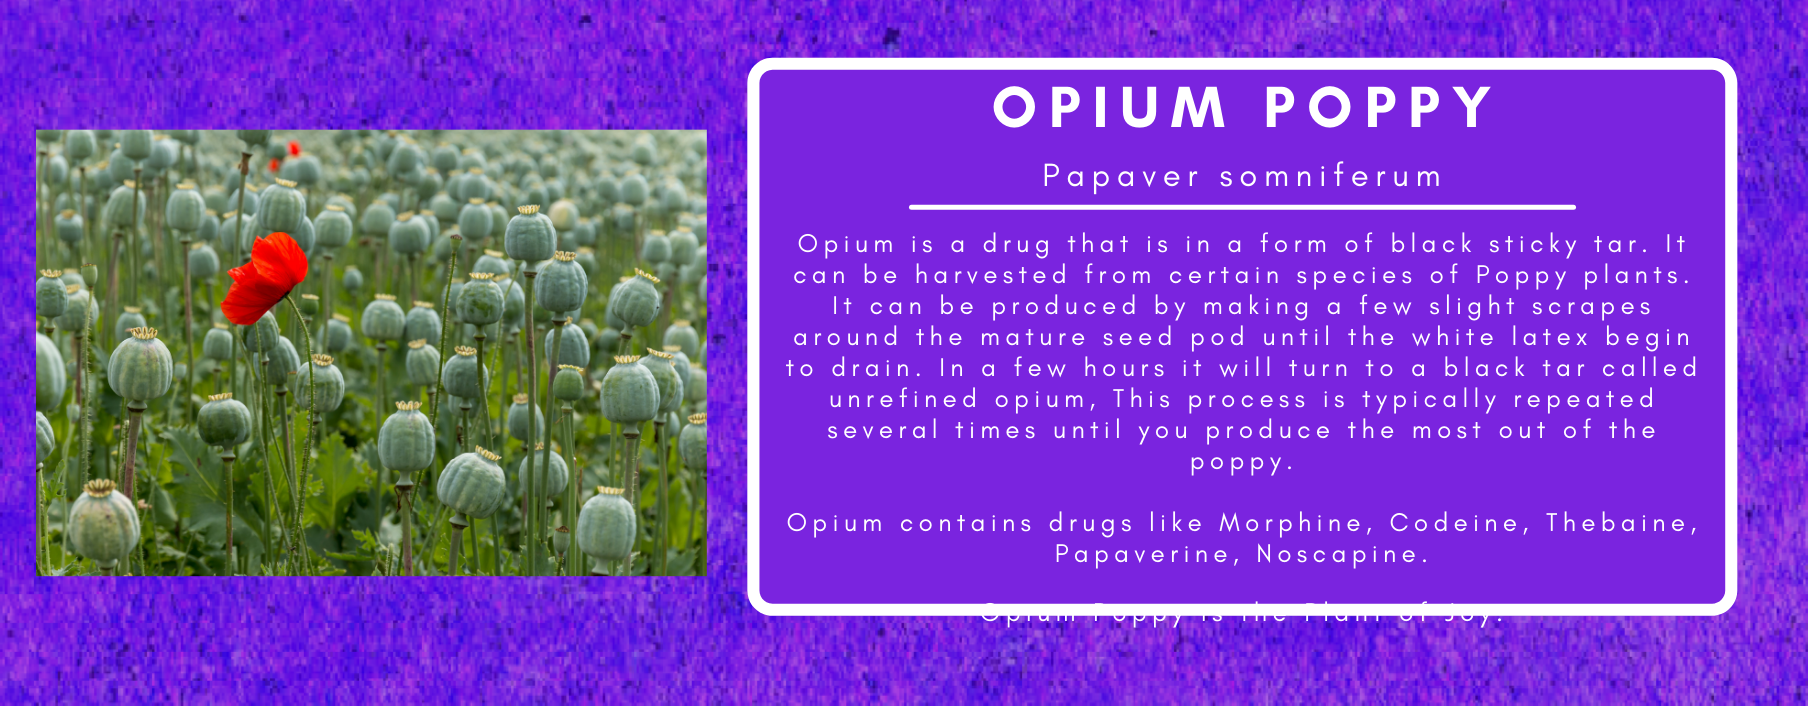 OPIUM POPPY
Papaver somniferum
Opium is a drug that is in a form of black sticky tar. It
can be harvested from certain species of Poppy plants.
It can be produced by making a few slight scrapes
around the mature seed pod until the white latex begin
to drain. In a few hours it will turn to a black tar called
unrefined opium, This process is typically repeated
several times until you produce the most out of the
poppy.
Opium contains drugs like Morphine, Codeine, Thebaine,
Papaverine, Noscapine.
Opium Poppy is the Plant of Joy.